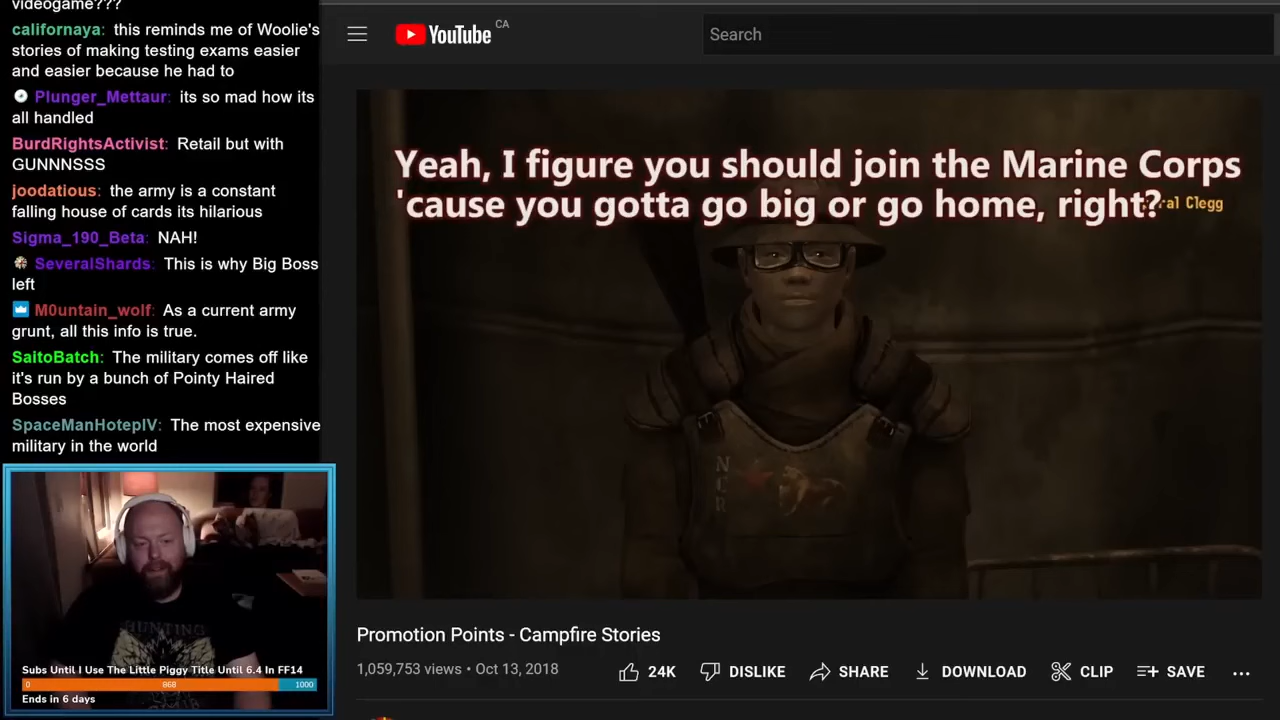 videogame???
californaya: this reminds me of Woolie's
stories of making testing exams easier
and easier because he had to
Plunger_Mettaur: its so mad how its
all handled
BurdRightsActivist: Retail but with
GUNNNSSS
joodatious: the army is a constant
falling house of cards its hilarious
Sigma_190_Beta: NAH!
SeveralShards: This is why Big Boss
left
M0untain_wolf: As a current army
grunt, all this info is true.
SaitoBatch: The military comes off like
it's run by a bunch of Pointy Haired
Bosses
SpaceManHotepIV: The most expensive
military in the world
HUNTING
Subs Until I Use The Little Piggy Title Until 6.4 In FF14
0 868 1000
Ends in 6 days
YouTube CA
Search
Yeah, I figure you should join the Marine Corps
'cause you gotta go big or go home, right?
Clegg
NCR
Promotion Points - Campfire Stories
1,059,753 views • Oct 13, 2018
24K DISLIKE SHARE DOWNLOAD CLIP SAVE